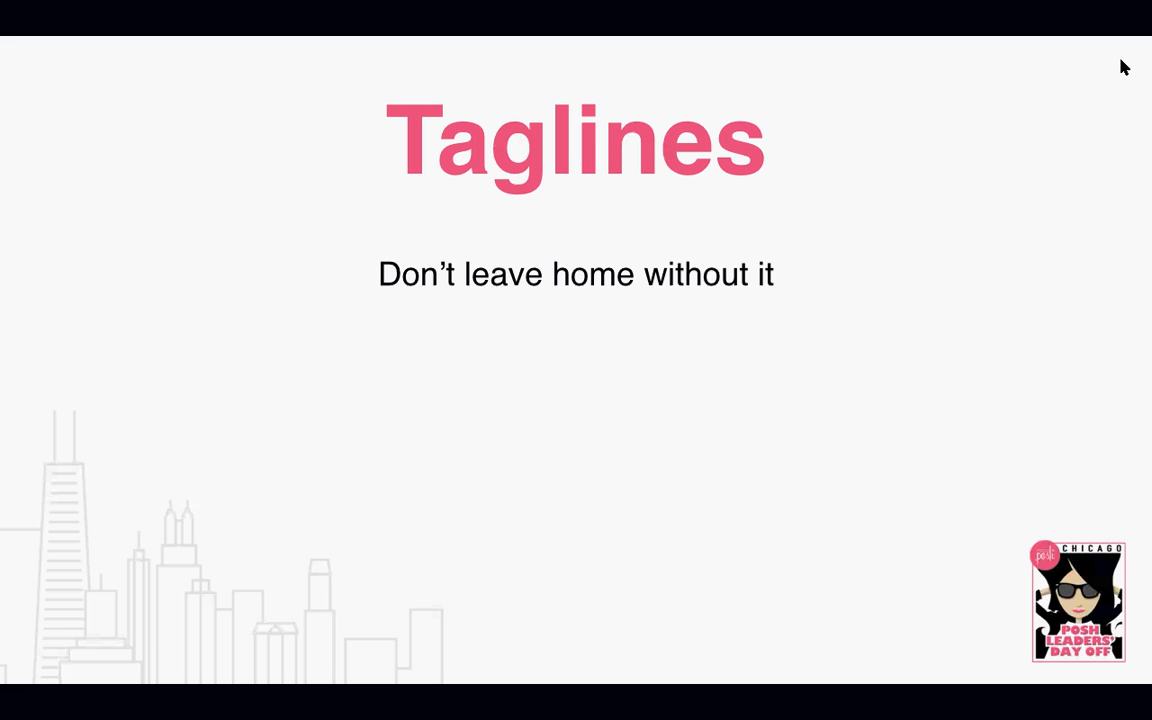 Taglines
Don’t leave home without it
posh
CHICAGO
POSH
LEADERS'
DAY OFF